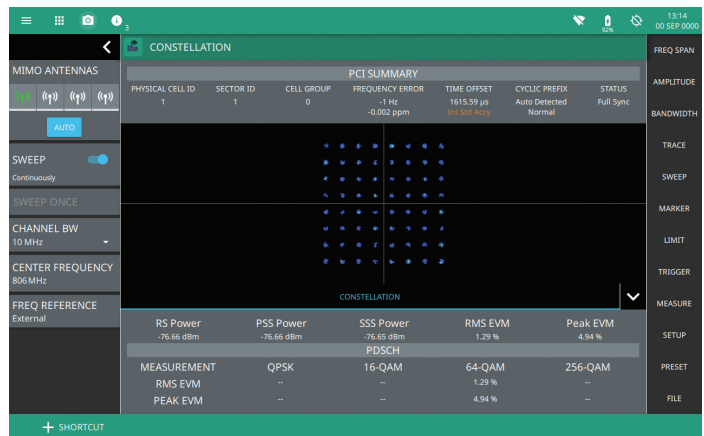 3
92%
13:14
00 SEP 0000
lte
CONSTELLATION
FREQ SPAN
AMPLITUDE
BANDWIDTH
TRACE
SWEEP
MARKER
LIMIT
TRIGGER
MEASURE
SETUP
PRESET
FILE
MIMO ANTENNAS
AUTO
SWEEP
Continuously
SWEEP ONCE
CHANNEL BW
10 MHz
CENTER FREQUENCY
806 MHz
FREQ REFERENCE
External
PCI SUMMARY
PHYSICAL CELL ID SECTOR ID CELL GROUP FREQUENCY ERROR TIME OFFSET CYCLIC PREFIX STATUS
1 1 0 -1 Hz 1615.59 µs Auto Detected Full Sync
-0.002 ppm Int Std Accy Normal
CONSTELLATION
RS Power PSS Power SSS Power RMS EVM Peak EVM
-76.66 dBm -76.66 dBm -76.65 dBm 1.29 % 4.94 %
PDSCH
MEASUREMENT QPSK 16-QAM 64-QAM 256-QAM
RMS EVM -- -- 1.29 % --
PEAK EVM -- -- 4.94 % --
+ SHORTCUT